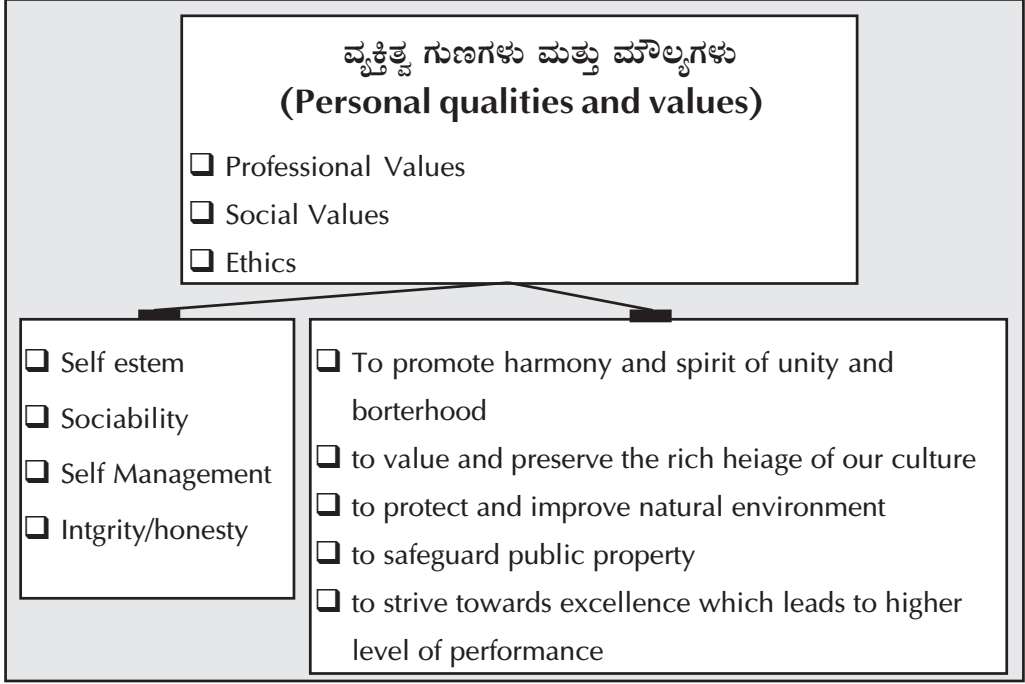 ವ್ಯಕ್ತಿತ್ವ ಗುಣಗಳು ಮತ್ತು ಮೌಲ್ಯಗಳು
(Personal qualities and values)
❑ Professional Values
❑ Social Values
❑ Ethics
❑ Self estem
❑ Sociability
❑ Self Management
❑ Intgrity/honesty
❑ To promote harmony and spirit of unity and
borterhood
❑ to value and preserve the rich heiage of our culture
❑ to protect and improve natural environment
❑ to safeguard public property
❑ to strive towards excellence which leads to higher
level of performance